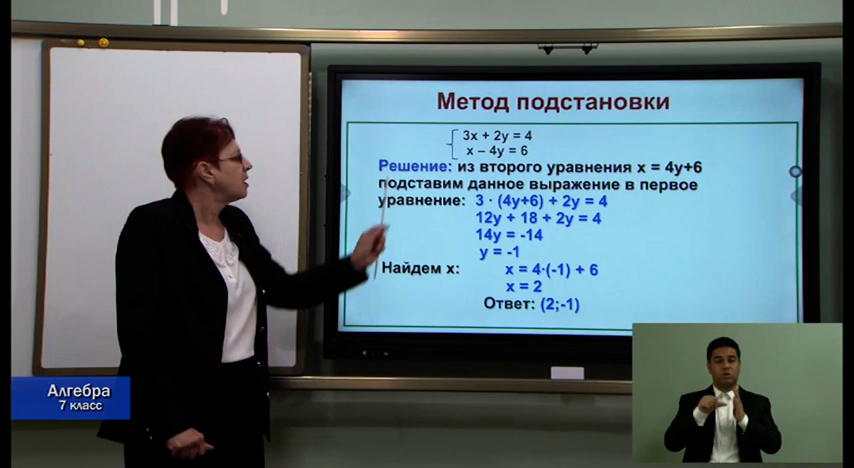 Метод подстановки
3x + 2y = 4
x – 4y = 6
Решение: из второго уравнения x = 4y+6
подставим данное выражение в первое
уравнение: 3 · (4y+6) + 2y = 4
12y + 18 + 2y = 4
14y = -14
y = -1
Найдем x: x = 4·(-1) + 6
x = 2
Ответ: (2;-1)
Алгебра
7 класс